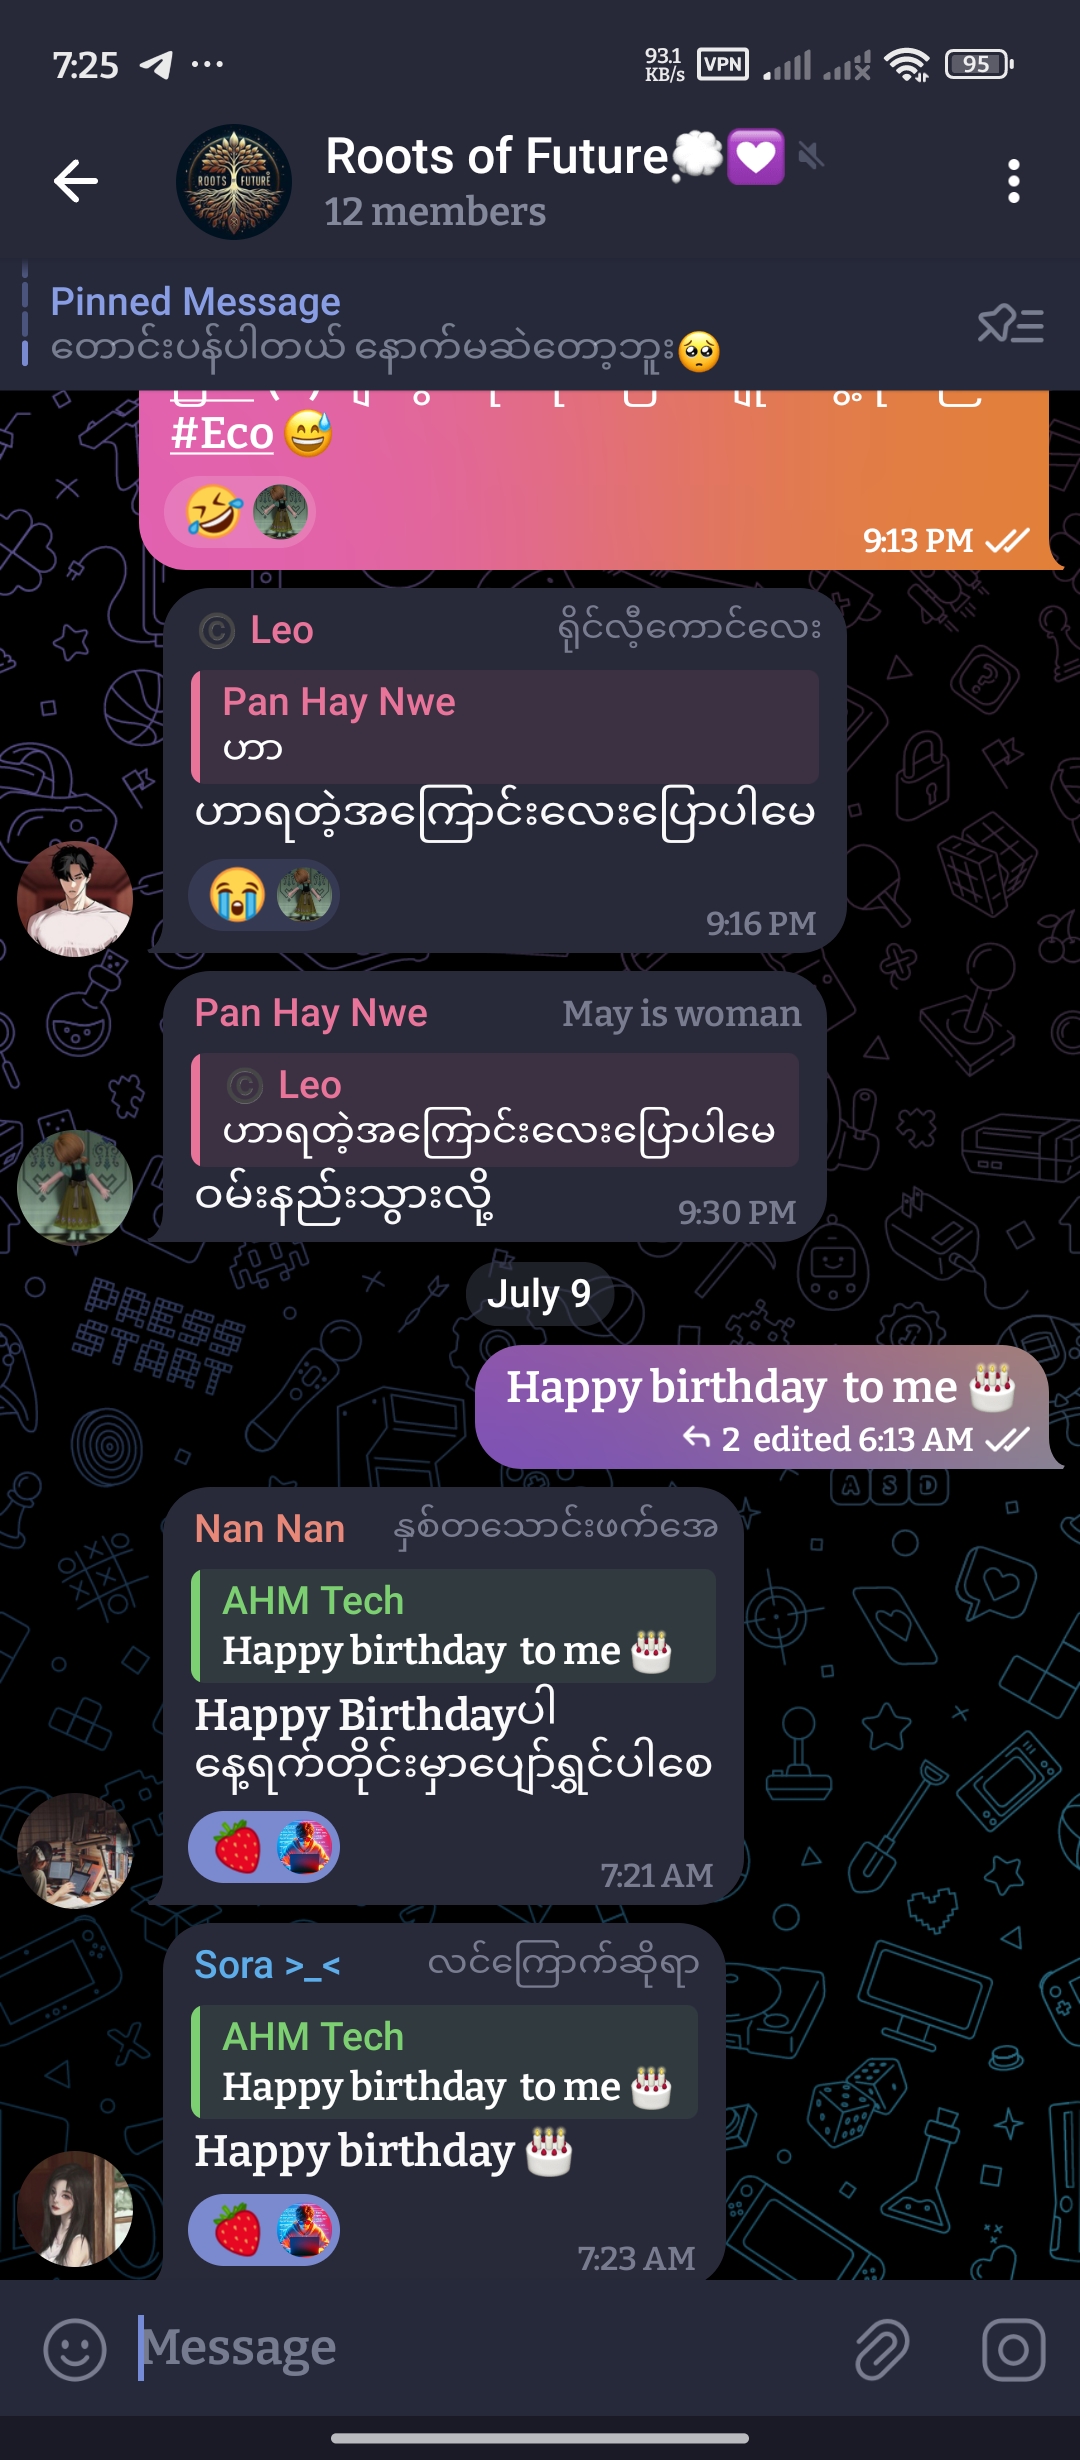 7:25
93.1
KB/s
VPN
95
ROOTS FUTURE
Roots of Future
12 members
Pinned Message
တောင်းပန်ပါတယ် နောက်မဆဲတော့ဘူး🥺
#Eco 😅
9:13 PM
© Leo ရိုင်လီ့ကောင်လေး
Pan Hay Nwe
ဟာ
ဟာရတဲ့အကြောင်းလေးပြောပါမေ
9:16 PM
Pan Hay Nwe May is woman
© Leo
ဟာရတဲ့အကြောင်းလေးပြောပါမေ
ဝမ်းနည်းသွားလို့
9:30 PM
July 9
Happy birthday to me 🎂
2 edited 6:13 AM
Nan Nan နှစ်တသောင်းဖက်အေ
AHM Tech
Happy birthday to me 🎂
Happy Birthdayပါ
နေ့ရက်တိုင်းမှာပျော်ရွှင်ပါစေ
7:21 AM
Sora >_< လင်ကြောက်ဆိုရာ
AHM Tech
Happy birthday to me 🎂
Happy birthday 🎂
7:23 AM
Message